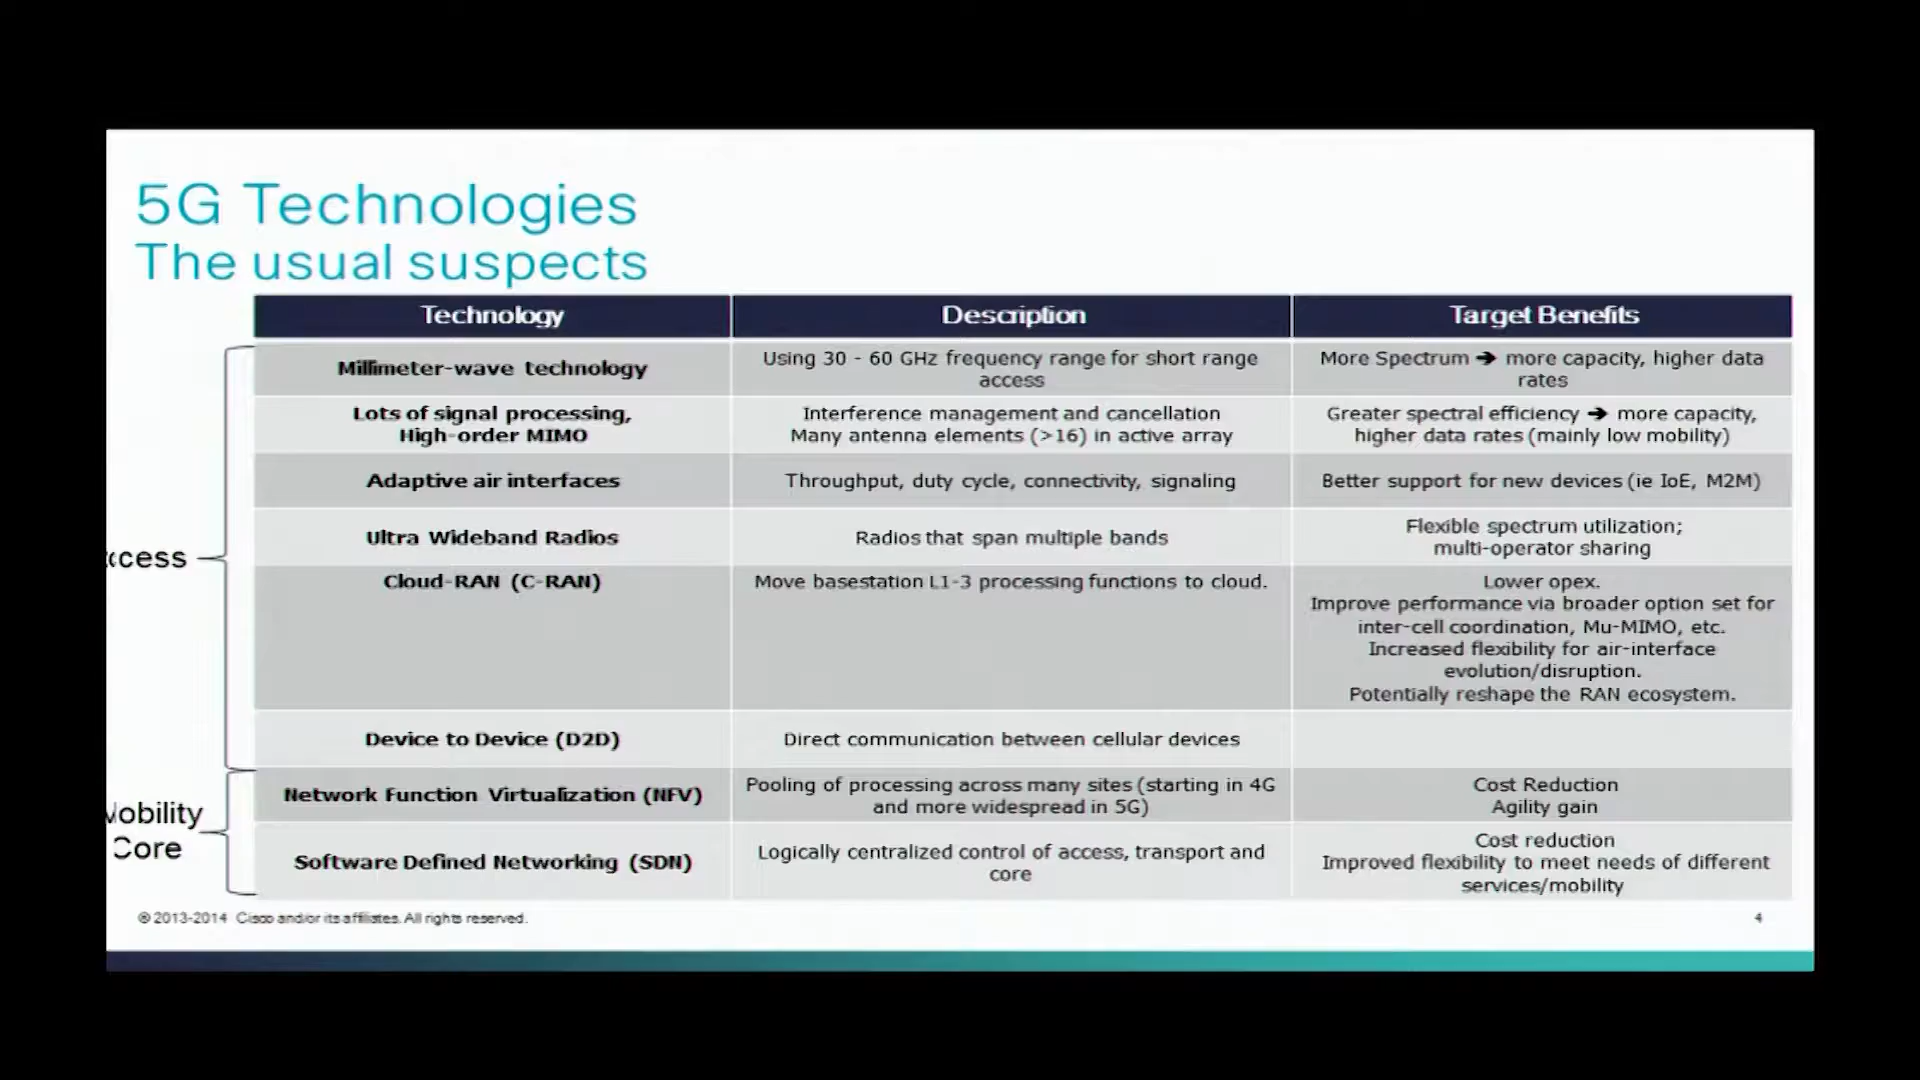 5G Technologies
The usual suspects
Technology
Description
Target Benefits
Millimeter-wave technology
Using 30 - 60 GHz frequency range for short range
access
More Spectrum ➔ more capacity, higher data
rates
Lots of signal processing,
High-order MIMO
Interference management and cancellation
Many antenna elements (>16) in active array
Greater spectral efficiency ➔ more capacity,
higher data rates (mainly low mobility)
Adaptive air interfaces
Throughput, duty cycle, connectivity, signaling
Better support for new devices (ie IoE, M2M)
Ultra Wideband Radios
Radios that span multiple bands
Flexible spectrum utilization;
multi-operator sharing
Cloud-RAN (C-RAN)
Move basestation L1-3 processing functions to cloud.
Lower opex.
Improve performance via broader option set for
inter-cell coordination, Mu-MIMO, etc.
Increased flexibility for air-interface
evolution/disruption.
Potentially reshape the RAN ecosystem.
Device to Device (D2D)
Direct communication between cellular devices
Network Function Virtualization (NFV)
Pooling of processing across many sites (starting in 4G
and more widespread in 5G)
Cost Reduction
Agility gain
Software Defined Networking (SDN)
Logically centralized control of access, transport and
core
Cost reduction
Improved flexibility to meet needs of different
services/mobility
Core
© 2013-2014 Cisco and/or its affiliates. All rights reserved.
4